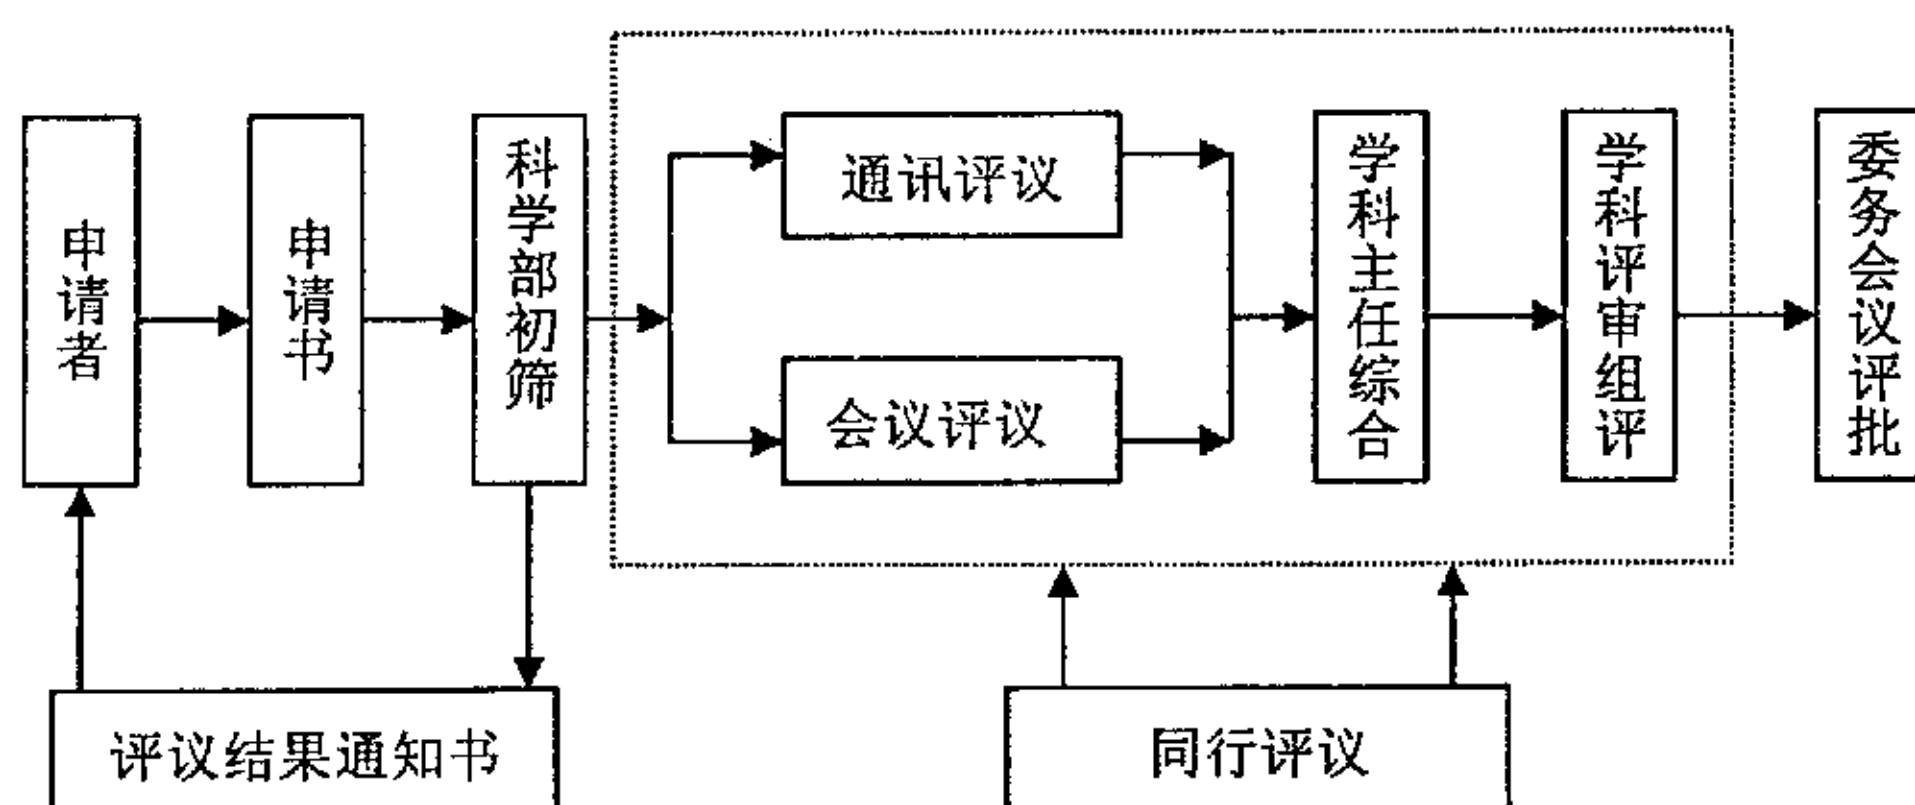 申请者
申请书
科学部初筛
通讯评议
会议评议
学科主任综合
学科评审组评
委务会议评批
评议结果通知书
同行评议